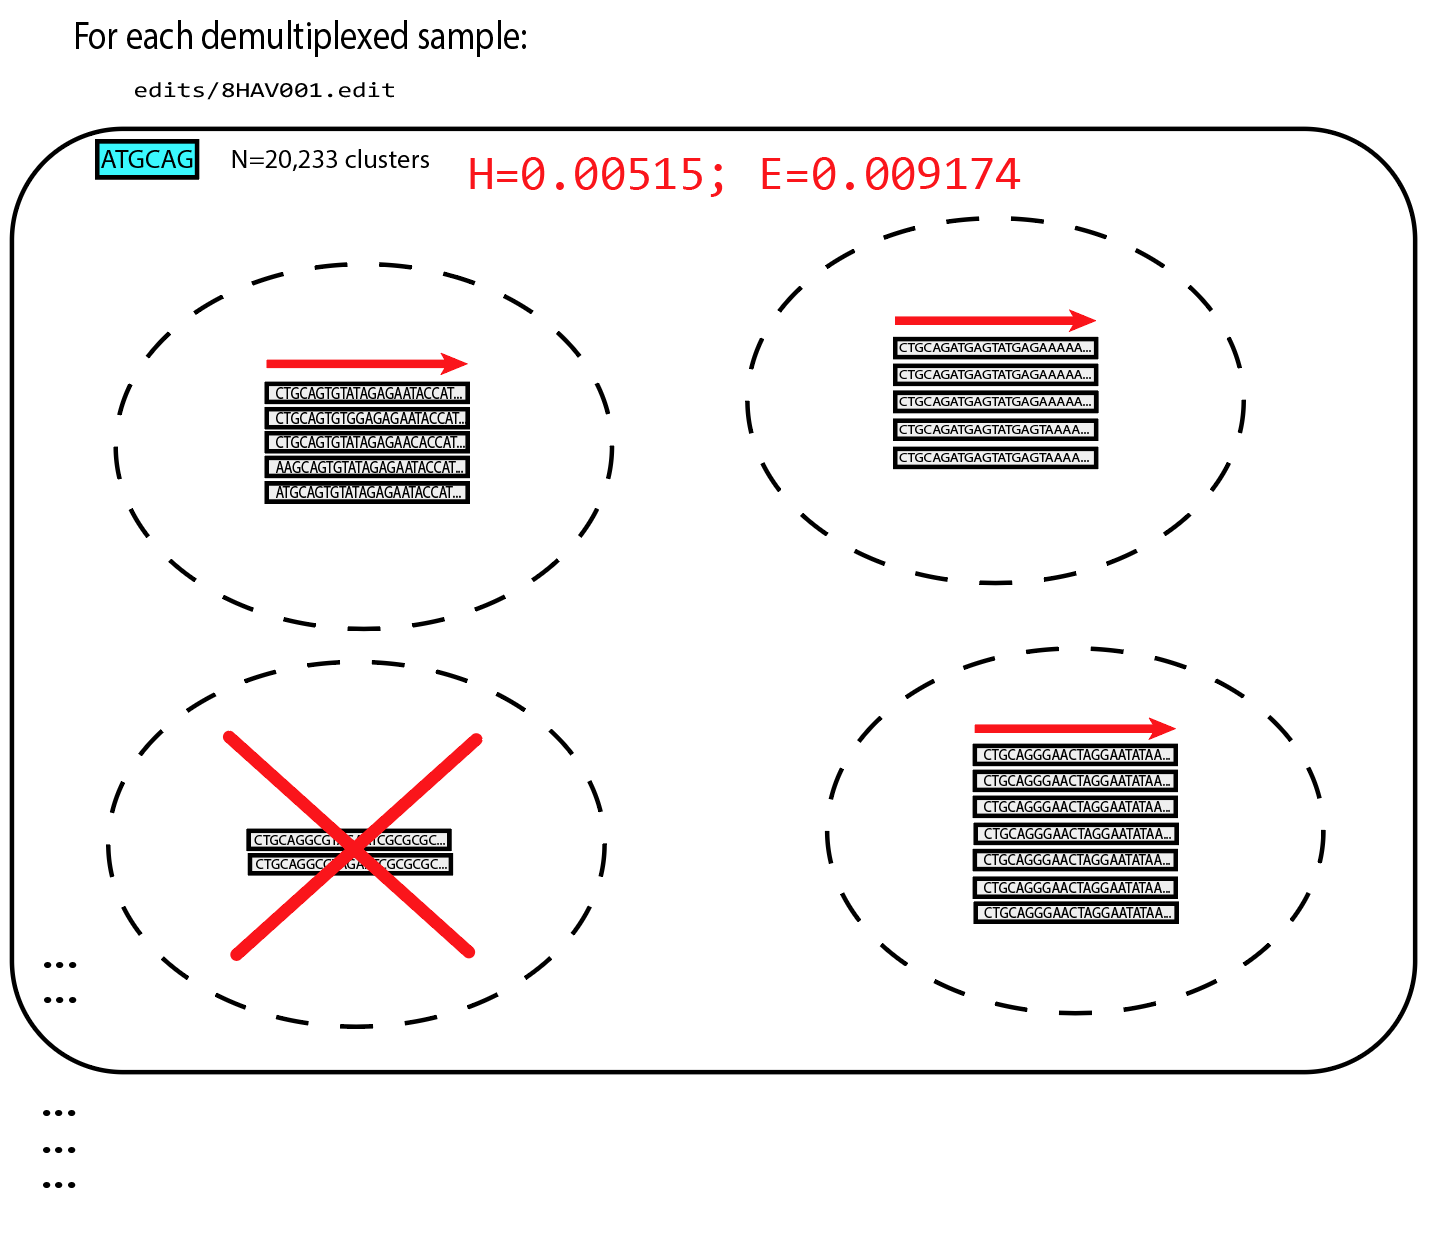 For each demultiplexed sample:
edits/8HAV001.edit
ATGCAG N=20,233 clusters H=0.00515; E=0.009174
CTGCAGTGTATAGAGAATACCAT...
CTGCAGTGTGGAGAGAATACCAT...
CTGCAGTGTATAGAGAACACCAT...
AAGCAGTGTATAGAGAATACCAT...
ATGCAGTGTATAGAGAATACCAT...
CTGCAGATGAGTATGAGAAAAA...
CTGCAGATGAGTATGAGAAAAA...
CTGCAGATGAGTATGAGAAAAA...
CTGCAGATGAGTATGAGTAAAA...
CTGCAGATGAGTATGAGTAAAA...
CTGCAGGGAACTAGGAATATAA...
CTGCAGGGAACTAGGAATATAA...
CTGCAGGGAACTAGGAATATAA...
CTGCAGGGAACTAGGAATATAA...
CTGCAGGGAACTAGGAATATAA...
CTGCAGGGAACTAGGAATATAA...
CTGCAGGGAACTAGGAATATAA...
...
...
...
...
...